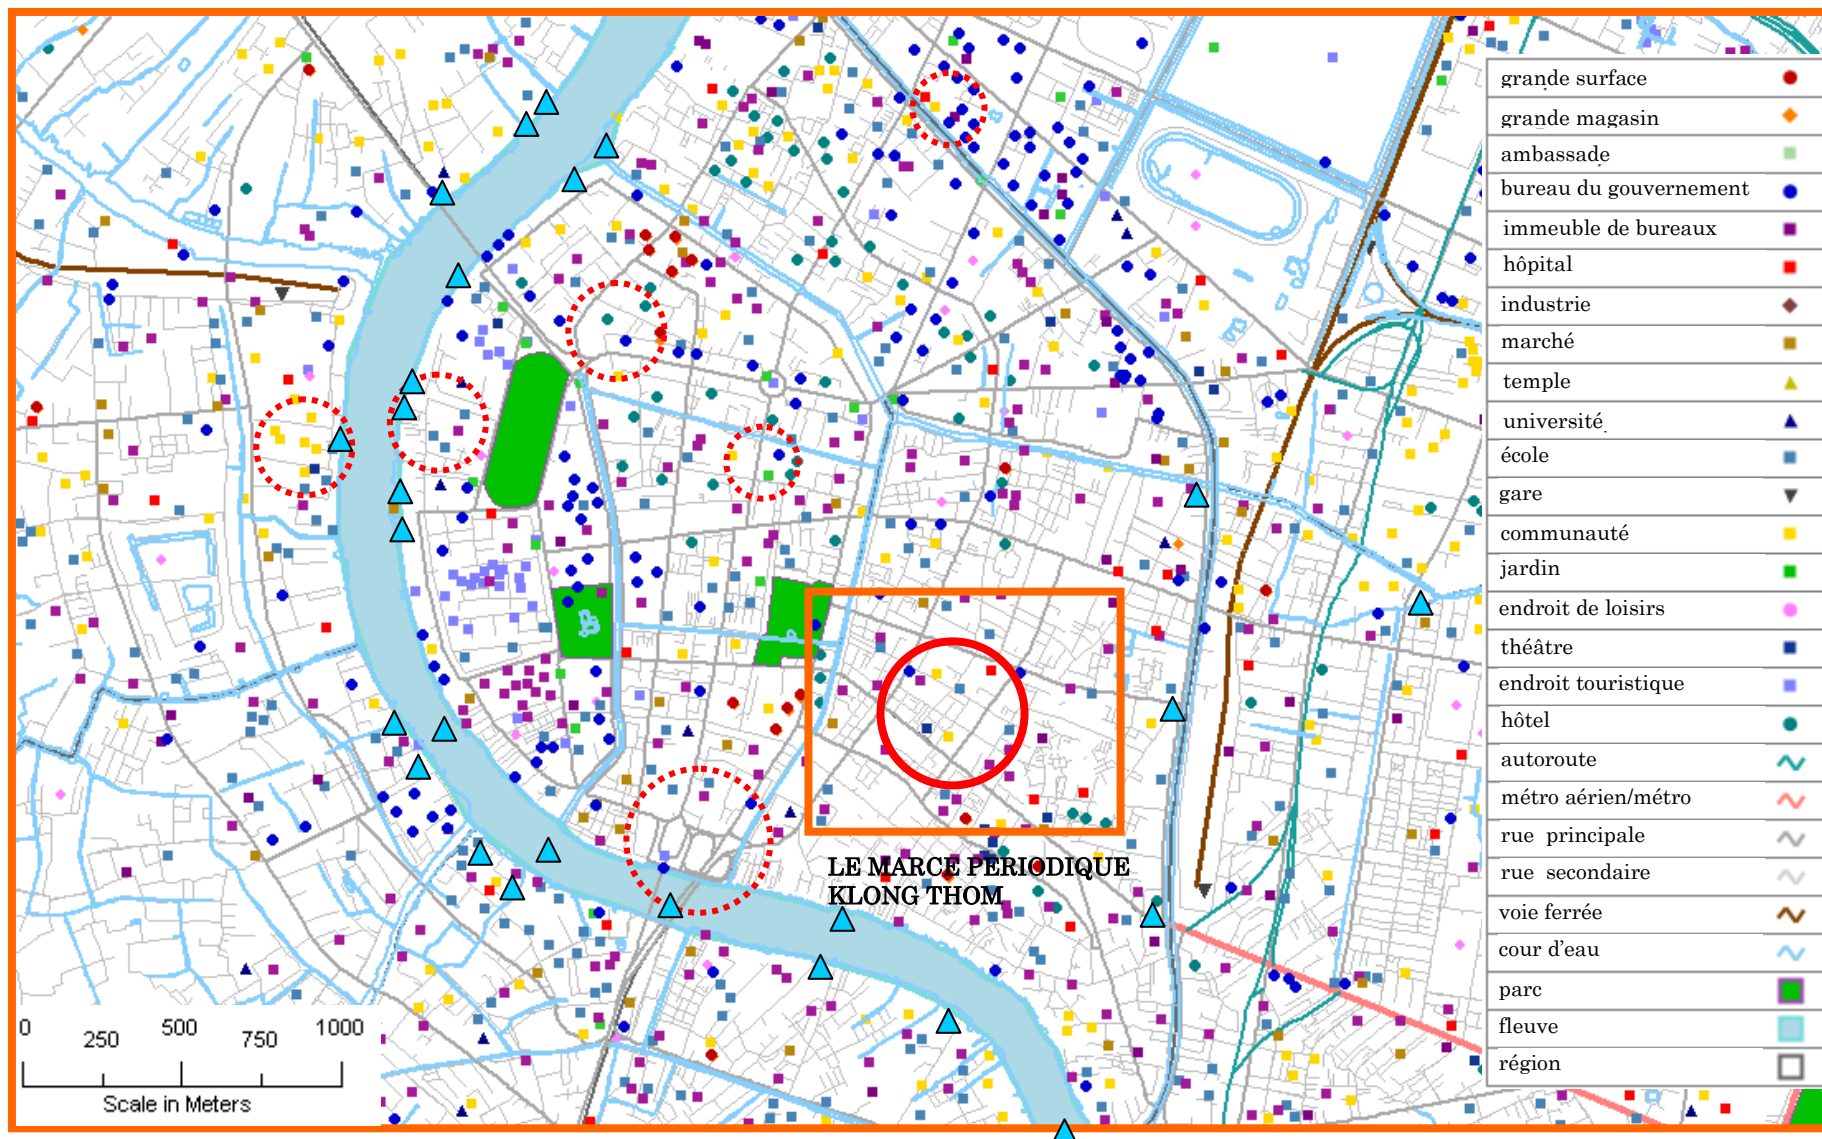 grande surface
grande magasin
ambassade
bureau du gouvernement
immeuble de bureaux
hôpital
industrie
marché
temple
université
école
gare
communauté
jardin
endroit de loisirs
théâtre
endroit touristique
hôtel
autoroute
métro aérien/métro
rue principale
rue secondaire
voie ferrée
cour d'eau
parc
fleuve
région
LE MARCE PERIODIQUE
KLONG THOM
0 250 500 750 1000
Scale in Meters